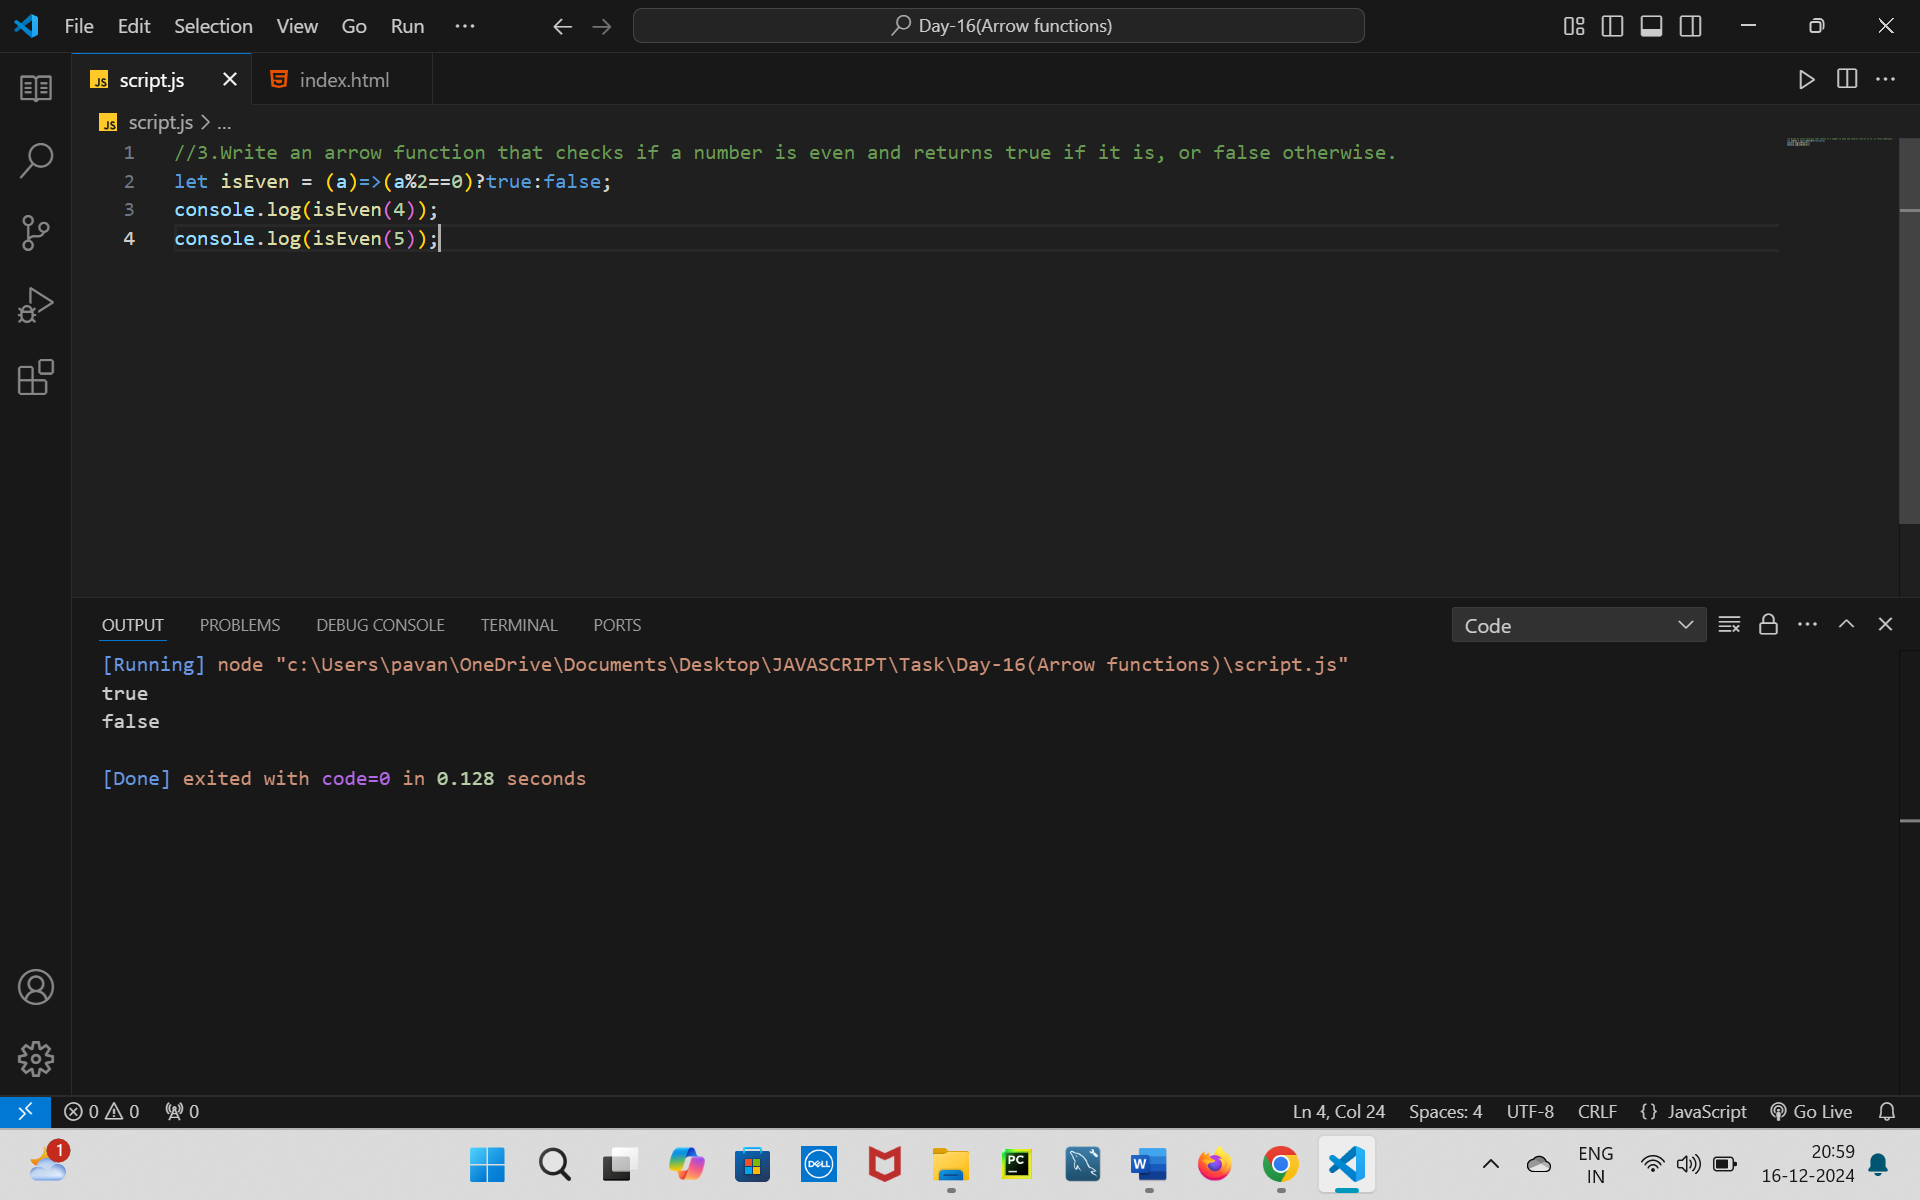 File Edit Selection View Go Run ··· Day-16(Arrow functions)
JS script.js index.html
JS script.js > ...
1 //3.Write an arrow function that checks if a number is even and returns true if it is, or false otherwise.
2 let isEven = (a)=>(a%2==0)?true:false;
3 console.log(isEven(4));
4 console.log(isEven(5));
OUTPUT PROBLEMS DEBUG CONSOLE TERMINAL PORTS Code
[Running] node "c:\Users\pavan\OneDrive\Documents\Desktop\JAVASCRIPT\Task\Day-16(Arrow functions)\script.js"
true
false
[Done] exited with code=0 in 0.128 seconds
0 0 0 Ln 4, Col 24 Spaces: 4 UTF-8 CRLF {} JavaScript Go Live
1 DELL PC W ENG 20:59
IN 16-12-2024